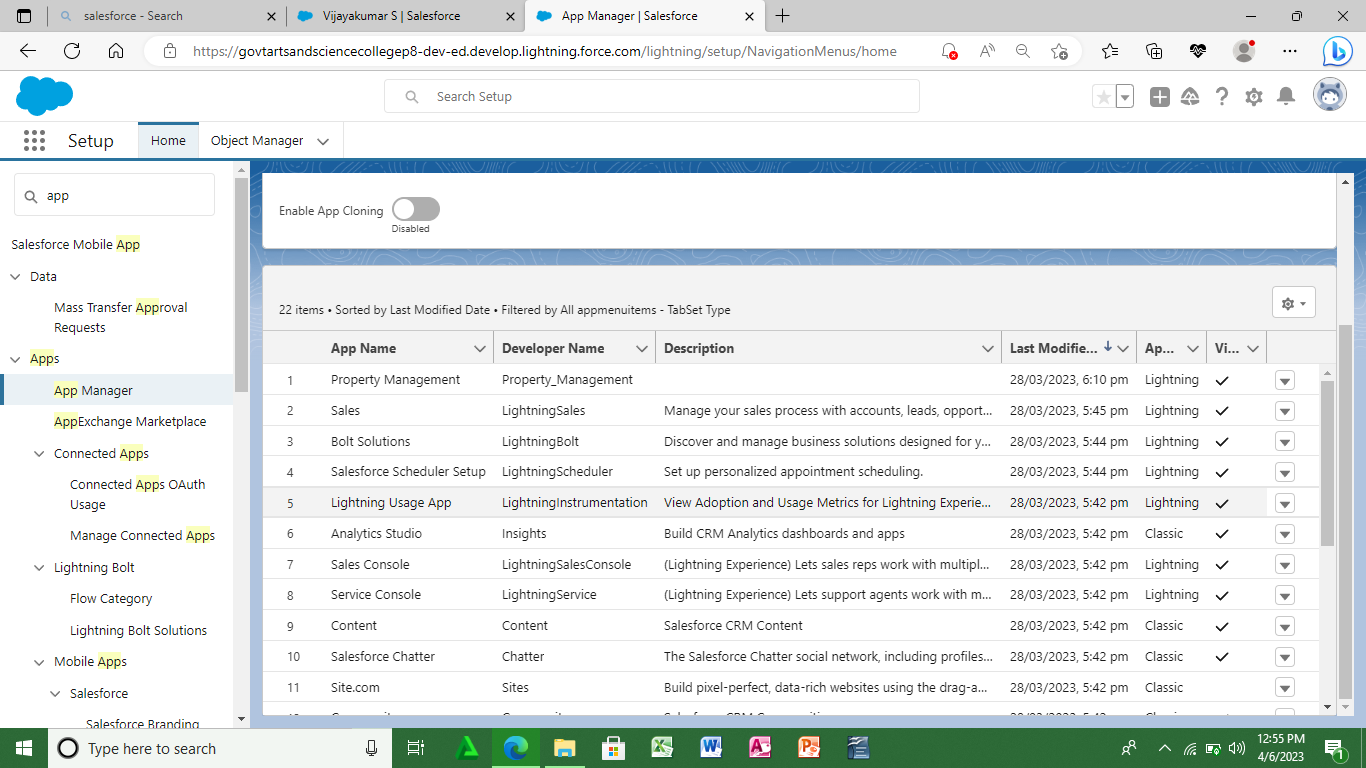 salesforce - Search
Vijayakumar S | Salesforce
App Manager | Salesforce
https://govtartsandsciencecollegep8-dev-ed.develop.lightning.force.com/lightning/setup/NavigationMenus/home
Search Setup
Setup
Home
Object Manager
app
Salesforce Mobile App
Data
Mass Transfer Approval
Requests
Apps
App Manager
AppExchange Marketplace
Connected Apps
Connected Apps OAuth
Usage
Manage Connected Apps
Lightning Bolt
Flow Category
Lightning Bolt Solutions
Mobile Apps
Salesforce
Salesforce Branding
Enable App Cloning
Disabled
22 items • Sorted by Last Modified Date • Filtered by All appmenuitems - TabSet Type
App Name Developer Name Description Last Modifie... Ap... Vi...
1 Property Management Property_Management 28/03/2023, 6:10 pm Lightning
2 Sales LightningSales Manage your sales process with accounts, leads, opport... 28/03/2023, 5:45 pm Lightning
3 Bolt Solutions LightningBolt Discover and manage business solutions designed for y... 28/03/2023, 5:44 pm Lightning
4 Salesforce Scheduler Setup LightningScheduler Set up personalized appointment scheduling. 28/03/2023, 5:44 pm Lightning
5 Lightning Usage App LightningInstrumentation View Adoption and Usage Metrics for Lightning Experie... 28/03/2023, 5:42 pm Lightning
6 Analytics Studio Insights Build CRM Analytics dashboards and apps 28/03/2023, 5:42 pm Classic
7 Sales Console LightningSalesConsole (Lightning Experience) Lets sales reps work with multipl... 28/03/2023, 5:42 pm Lightning
8 Service Console LightningService (Lightning Experience) Lets support agents work with m... 28/03/2023, 5:42 pm Lightning
9 Content Content Salesforce CRM Content 28/03/2023, 5:42 pm Classic
10 Salesforce Chatter Chatter The Salesforce Chatter social network, including profiles... 28/03/2023, 5:42 pm Classic
11 Site.com Sites Build pixel-perfect, data-rich websites using the drag-a... 28/03/2023, 5:42 pm Classic
Type here to search
12:55 PM
4/6/2023
1